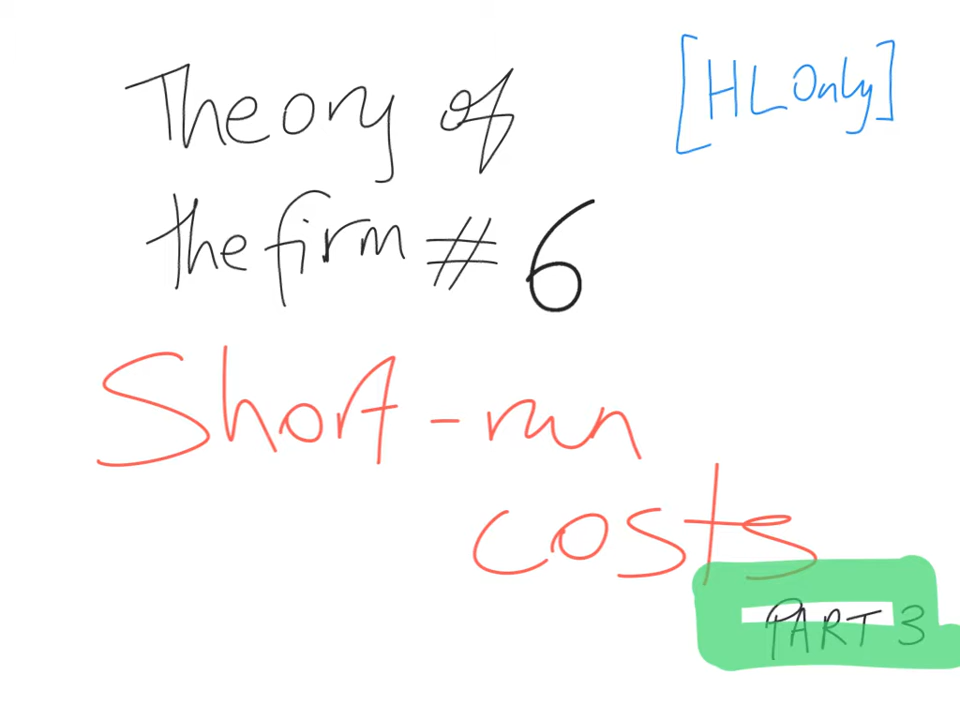 Theory of
the firm # 6
[HL Only]
Short-run
costs
PART 3